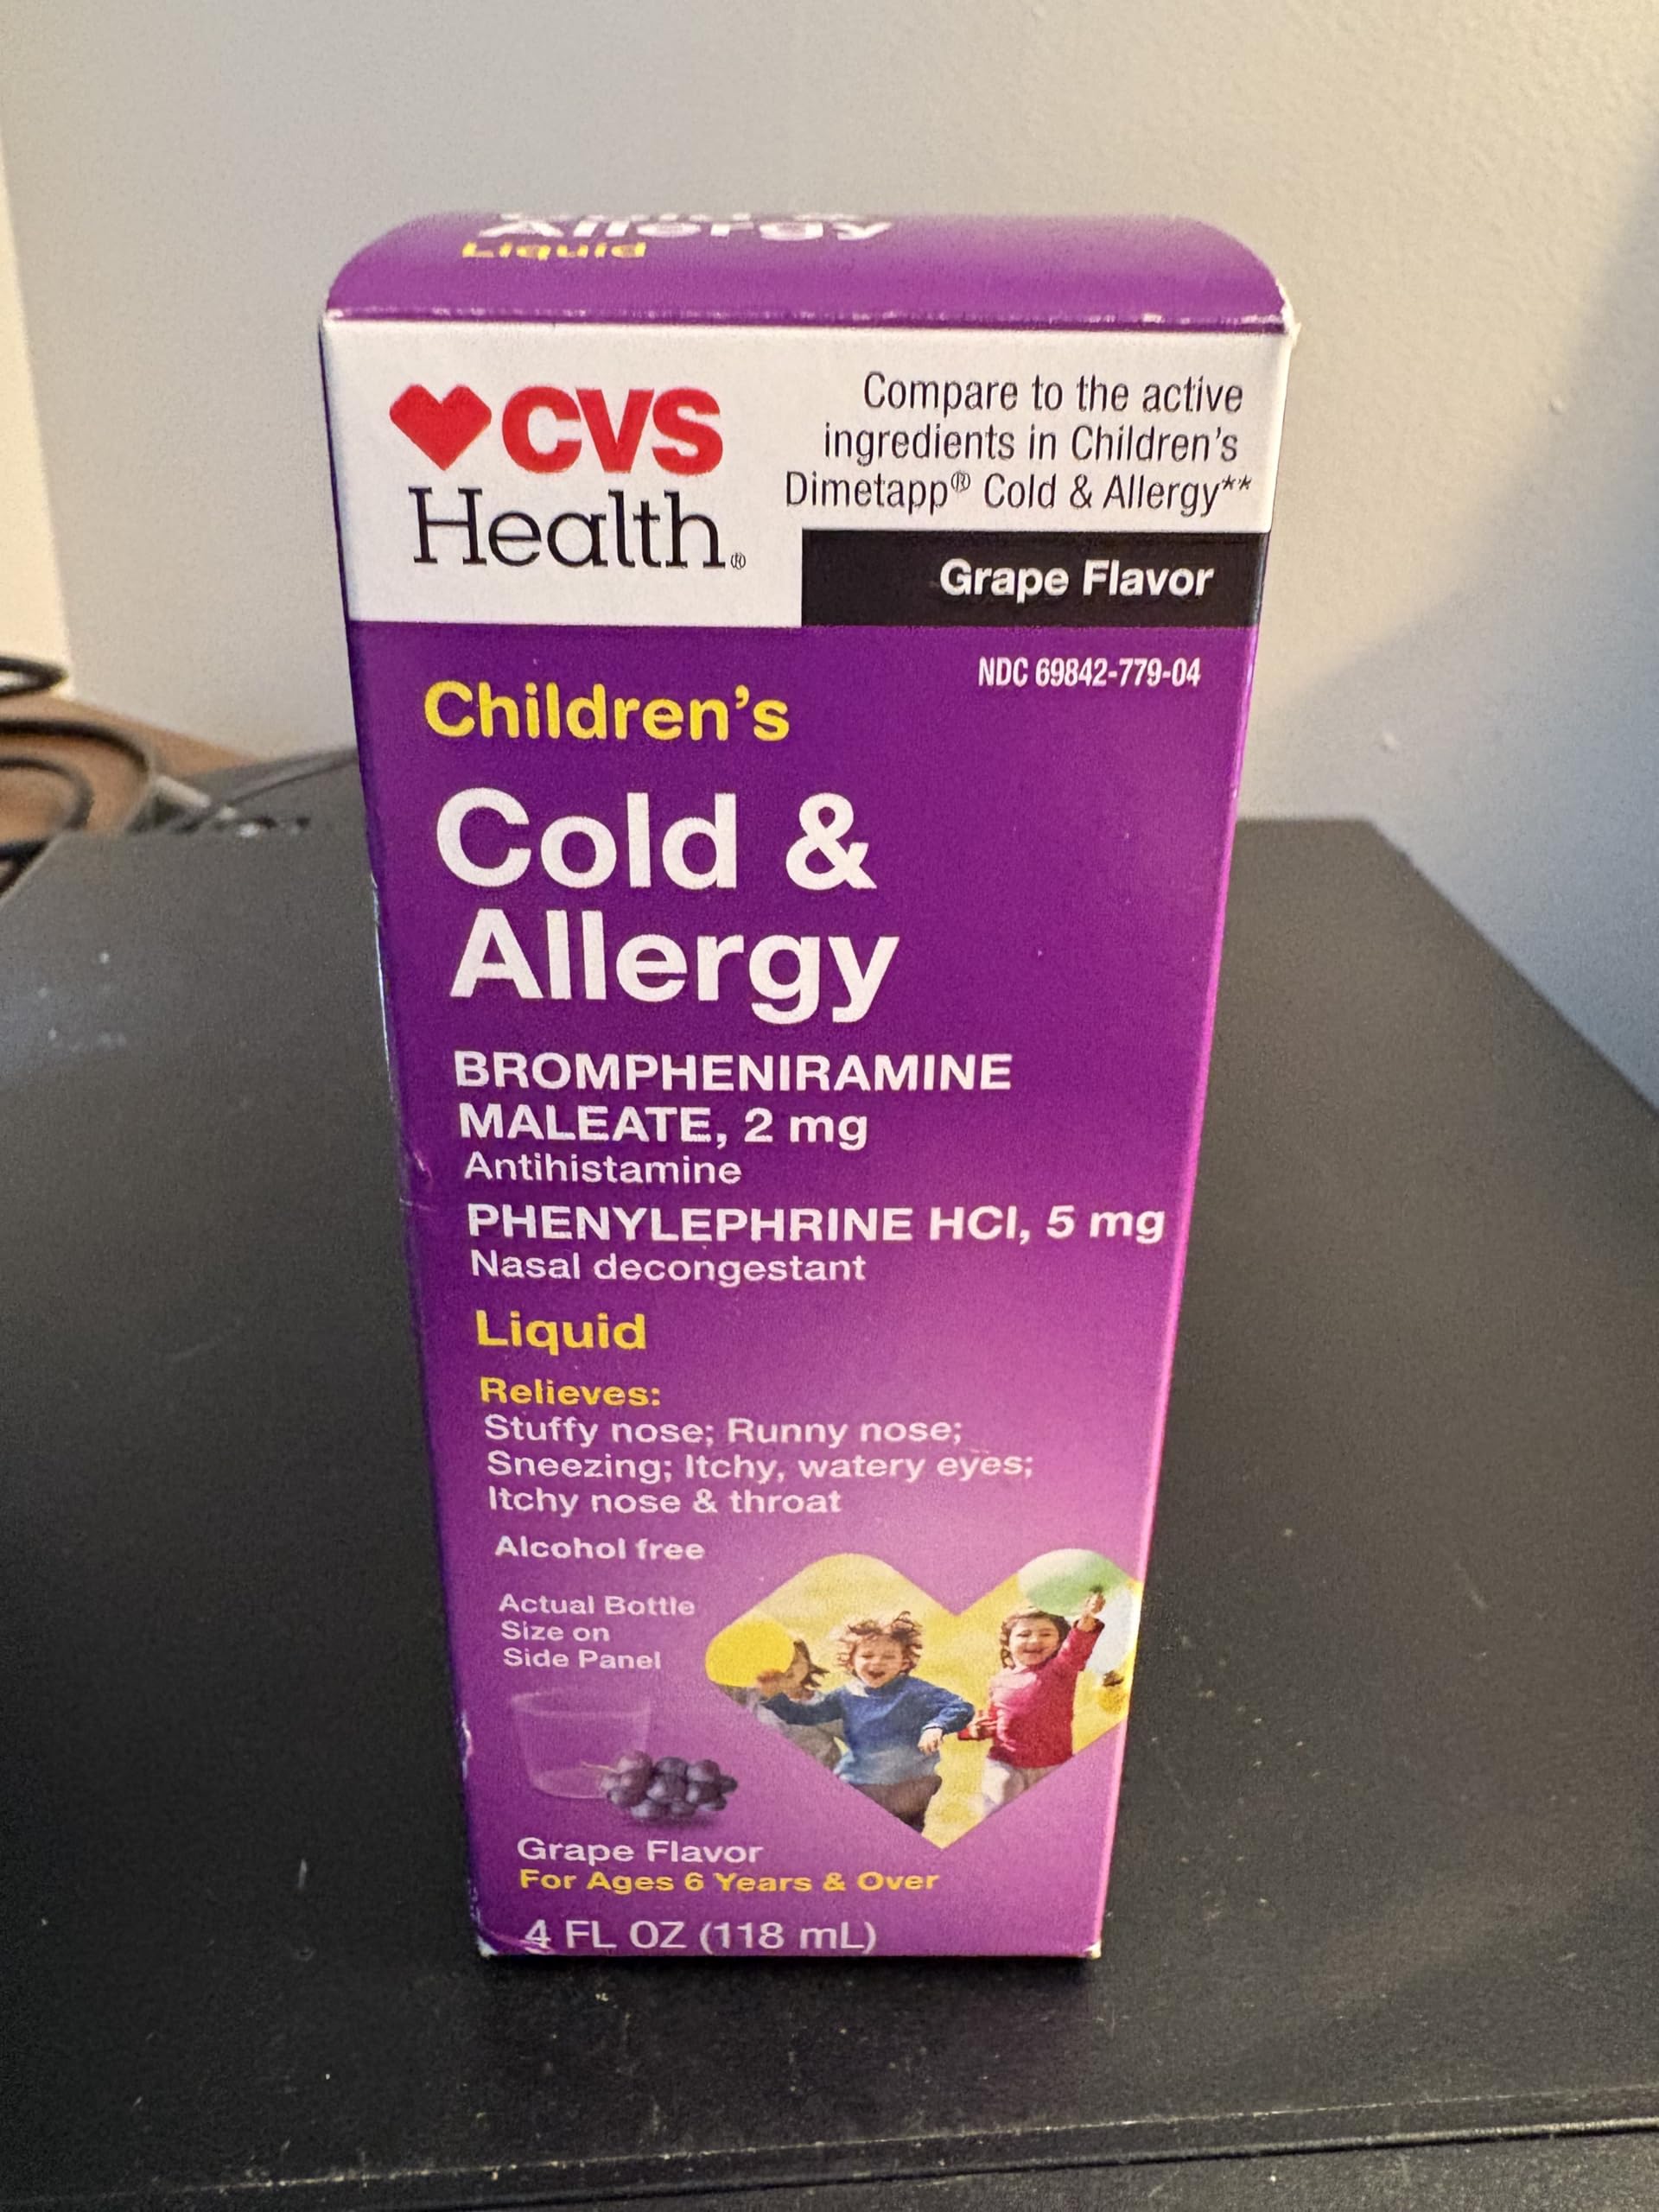 Allergy
Liquid
CVS
Health®
Compare to the active
ingredients in Children's
Dimetapp® Cold & Allergy**
Grape Flavor
NDC 69842-779-04
Children's
Cold &
Allergy
BROMPHENIRAMINE
MALEATE, 2 mg
Antihistamine
PHENYLEPHRINE HCl, 5 mg
Nasal decongestant
Liquid
Relieves:
Stuffy nose; Runny nose;
Sneezing; Itchy, watery eyes;
Itchy nose & throat
Alcohol free
Actual Bottle
Size on
Side Panel
Grape Flavor
For Ages 6 Years & Over
4 FL OZ (118 mL)